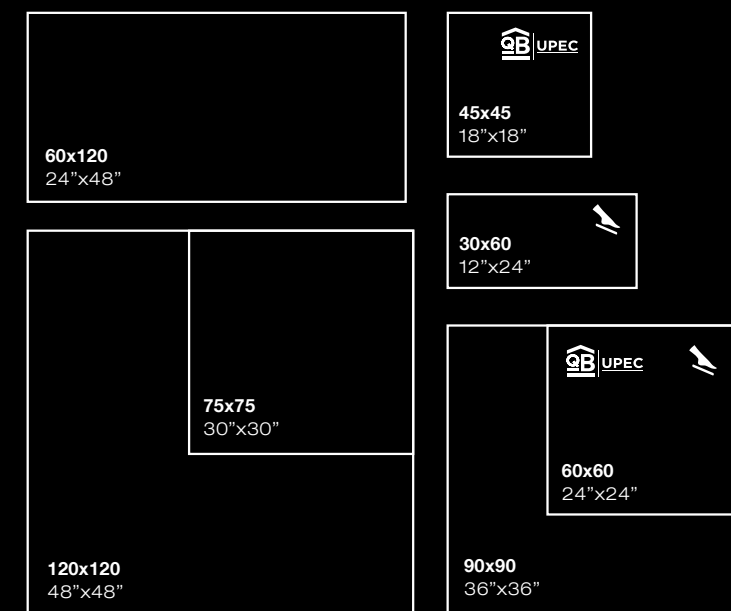 60x120
24”x48”
QB UPEC
45x45
18”x18”
30x60
12”x24”
75x75
30”x30”
120x120
48”x48”
QB UPEC
60x60
24”x24”
90x90
36”x36”